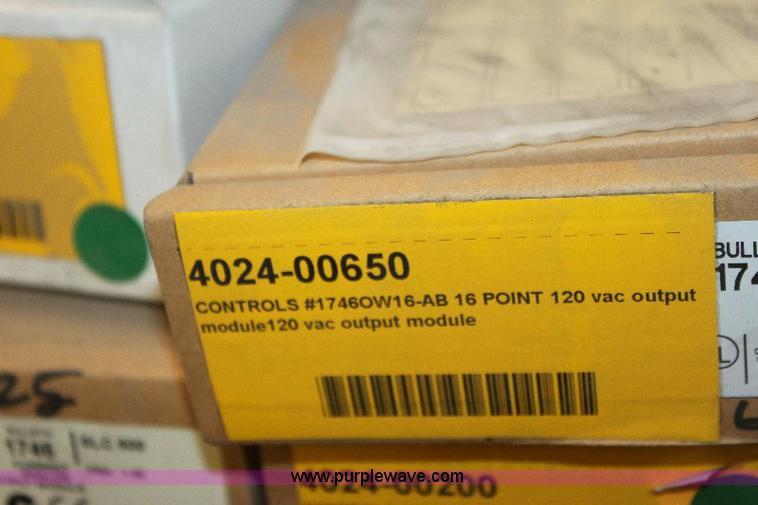 4024-00650
CONTROLS #1746OW16-AB 16 POINT 120 vac output
module120 vac output module
BULL
174
25
1746
SLC 500
www.purplewave.com
4024-00200